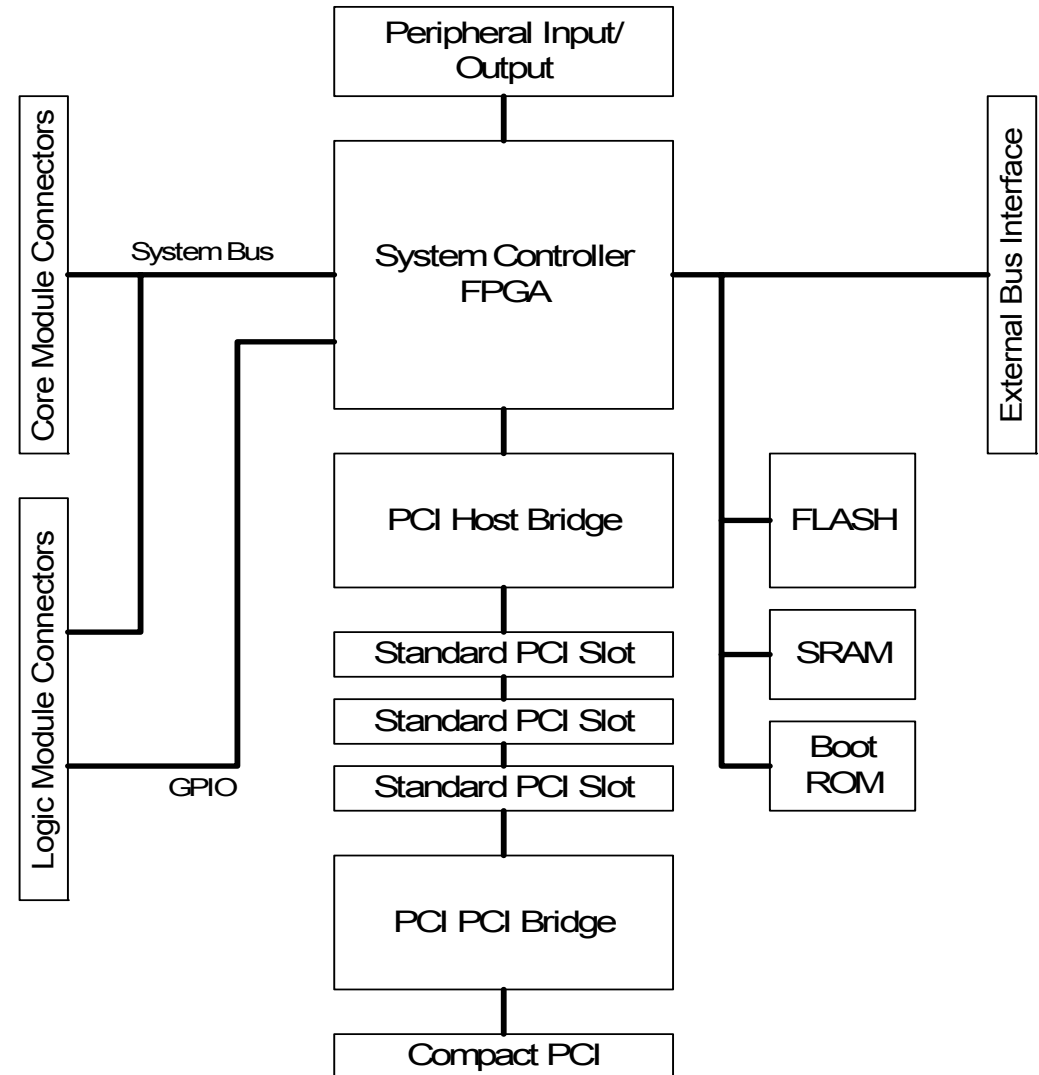 Peripheral Input/
Output
Core Module Connectors
System Bus
System Controller
FPGA
External Bus Interface
PCI Host Bridge
FLASH
Logic Module Connectors
Standard PCI Slot
SRAM
Standard PCI Slot
Boot
ROM
Standard PCI Slot
GPIO
PCI PCI Bridge
Compact PCI